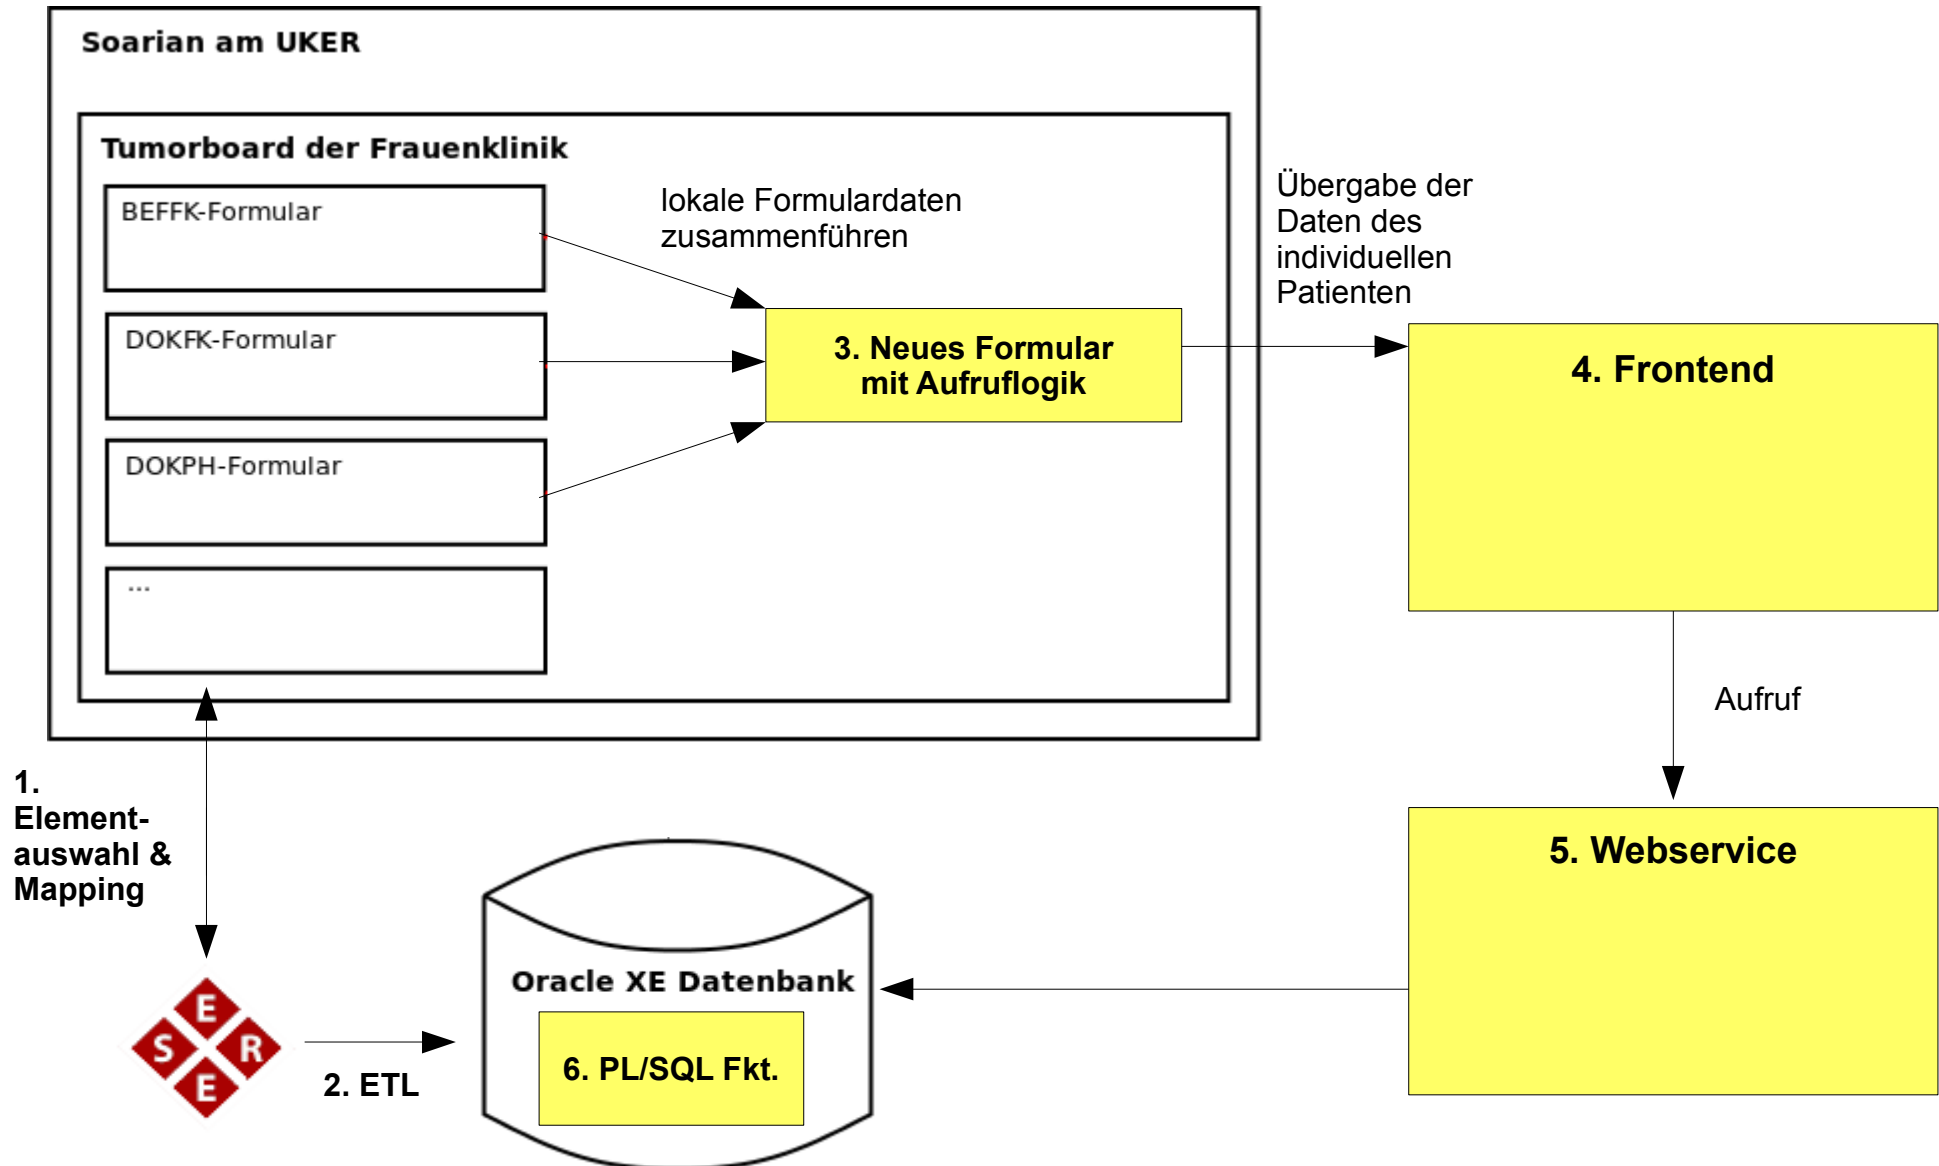 Soarian am UKER
Tumorboard der Frauenklinik
BEFFK-Formular
DOKFK-Formular
DOKPH-Formular
...
lokale Formulardaten
zusammenführen
3. Neues Formular
mit Aufruflogik
Übergabe der
Daten des
individuellen
Patienten
4. Frontend
Aufruf
5. Webservice
1.
Element-
auswahl &
Mapping
E
S R
E
2. ETL
Oracle XE Datenbank
6. PL/SQL Fkt.